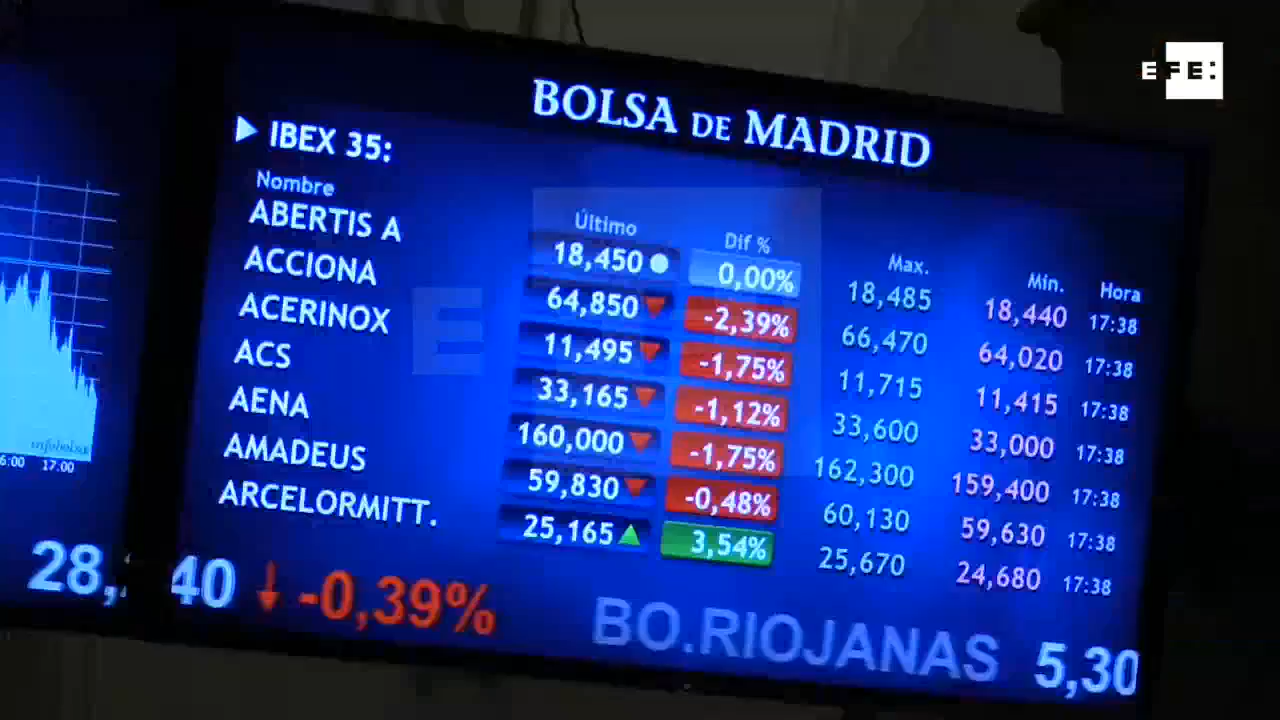 EFE:
BOLSA DE MADRID
IBEX 35:
Nombre Último Dif % Max. Min. Hora
ABERTIS A 18,450 0,00% 18,485 18,440 17:38
ACCIONA 64,850 -2,39% 66,470 64,020 17:38
ACERINOX 11,495 -1,75% 11,715 11,415 17:38
ACS 33,165 -1,12% 33,600 33,000 17:38
AENA 160,000 -1,75% 162,300 159,400 17:38
AMADEUS 59,830 -0,48% 60,130 59,630 17:38
ARCELORMITT. 25,165 3,54% 25,670 24,680 17:38
infobolsa
6:00 17:00
28, 40 -0,39% BO.RIOJANAS 5,30